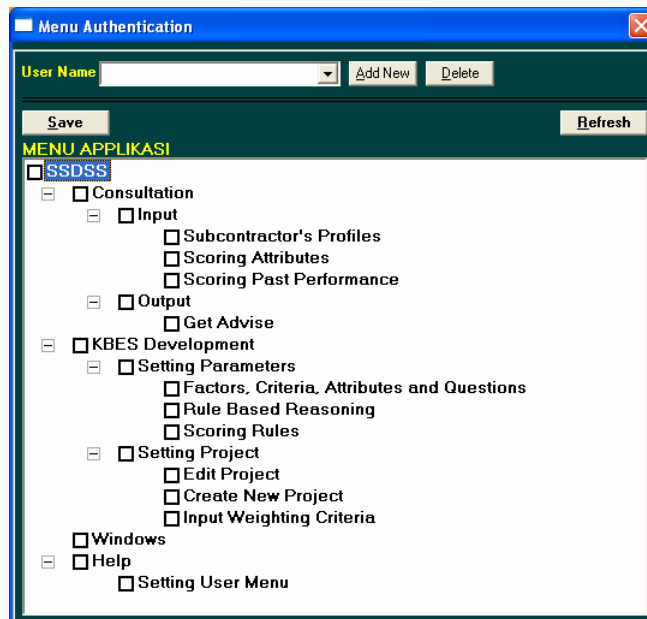 Menu Authentication
User Name Add New Delete
Save Refresh
MENU APPLIKASI
SSDSS
Consultation
Input
Subcontractor's Profiles
Scoring Attributes
Scoring Past Performance
Output
Get Advise
KBES Development
Setting Parameters
Factors, Criteria, Attributes and Questions
Rule Based Reasoning
Scoring Rules
Setting Project
Edit Project
Create New Project
Input Weighting Criteria
Windows
Help
Setting User Menu